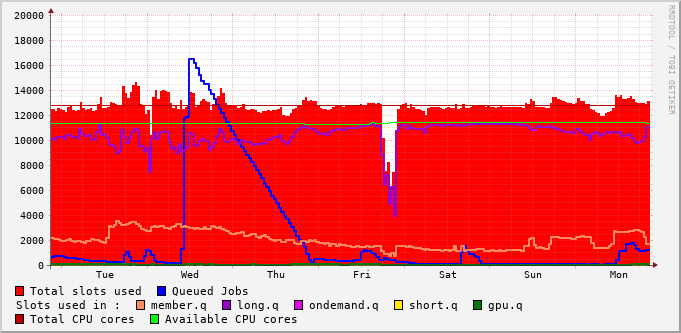 20000
18000
16000
14000
12000
10000
8000
6000
4000
2000
0
Tue Wed Thu Fri Sat Sun Mon
RRDTOOL / TOBI OETIKER
Total slots used Queued Jobs
Slots used in : member.q long.q ondemand.q short.q gpu.q
Total CPU cores Available CPU cores